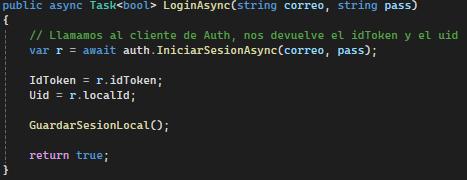 public async Task<bool> LoginAsync(string correo, string pass)
{
// Llamamos al cliente de Auth, nos devuelve el idToken y el uid
var r = await auth.IniciarSesionAsync(correo, pass);
IdToken = r.idToken;
Uid = r.localId;
GuardarSesionLocal();
return true;
}